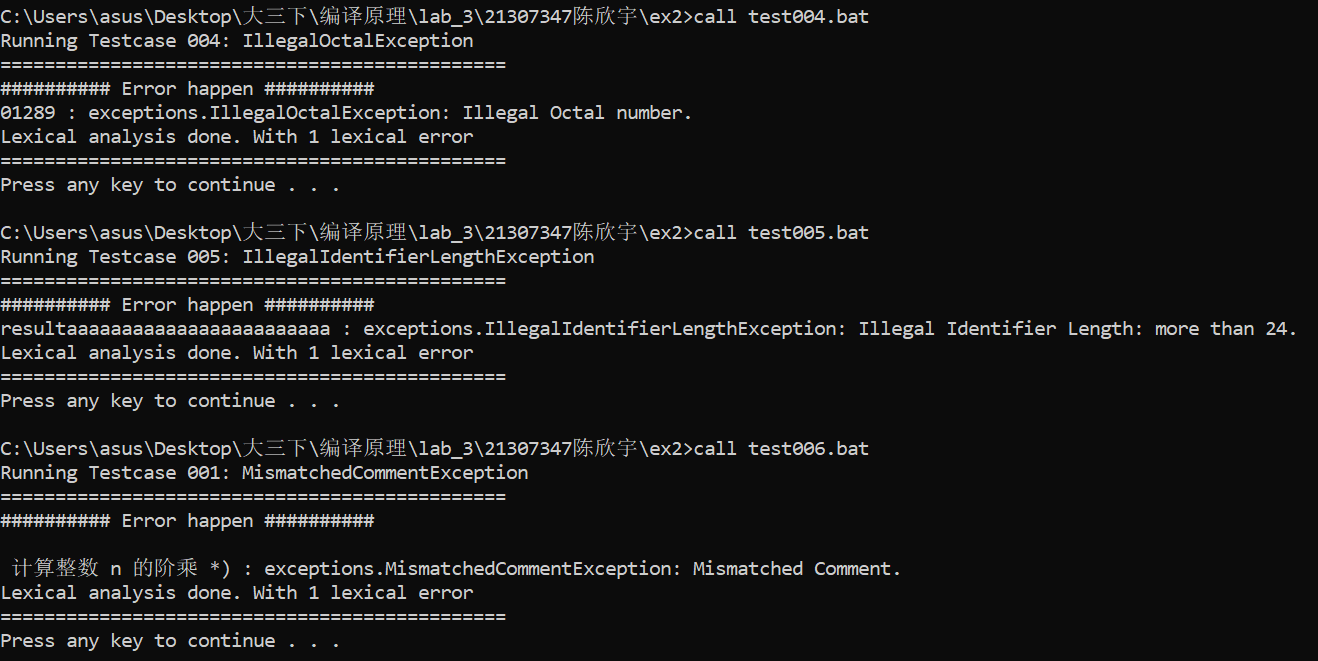 C:\Users\asus\Desktop\大三下\编译原理\lab_3\21307347陈欣宇\ex2>call test004.bat
Running Testcase 004: IllegalOctalException
==============================================
########## Error happen ##########
01289 : exceptions.IllegalOctalException: Illegal Octal number.
Lexical analysis done. With 1 lexical error
==============================================
Press any key to continue . . .
C:\Users\asus\Desktop\大三下\编译原理\lab_3\21307347陈欣宇\ex2>call test005.bat
Running Testcase 005: IllegalIdentifierLengthException
==============================================
########## Error happen ##########
resultaaaaaaaaaaaaaaaaaaaaaaaa : exceptions.IllegalIdentifierLengthException: Illegal Identifier Length: more than 24.
Lexical analysis done. With 1 lexical error
==============================================
Press any key to continue . . .
C:\Users\asus\Desktop\大三下\编译原理\lab_3\21307347陈欣宇\ex2>call test006.bat
Running Testcase 001: MismatchedCommentException
==============================================
########## Error happen ##########
计算整数 n 的阶乘 *) : exceptions.MismatchedCommentException: Mismatched Comment.
Lexical analysis done. With 1 lexical error
==============================================
Press any key to continue . . .